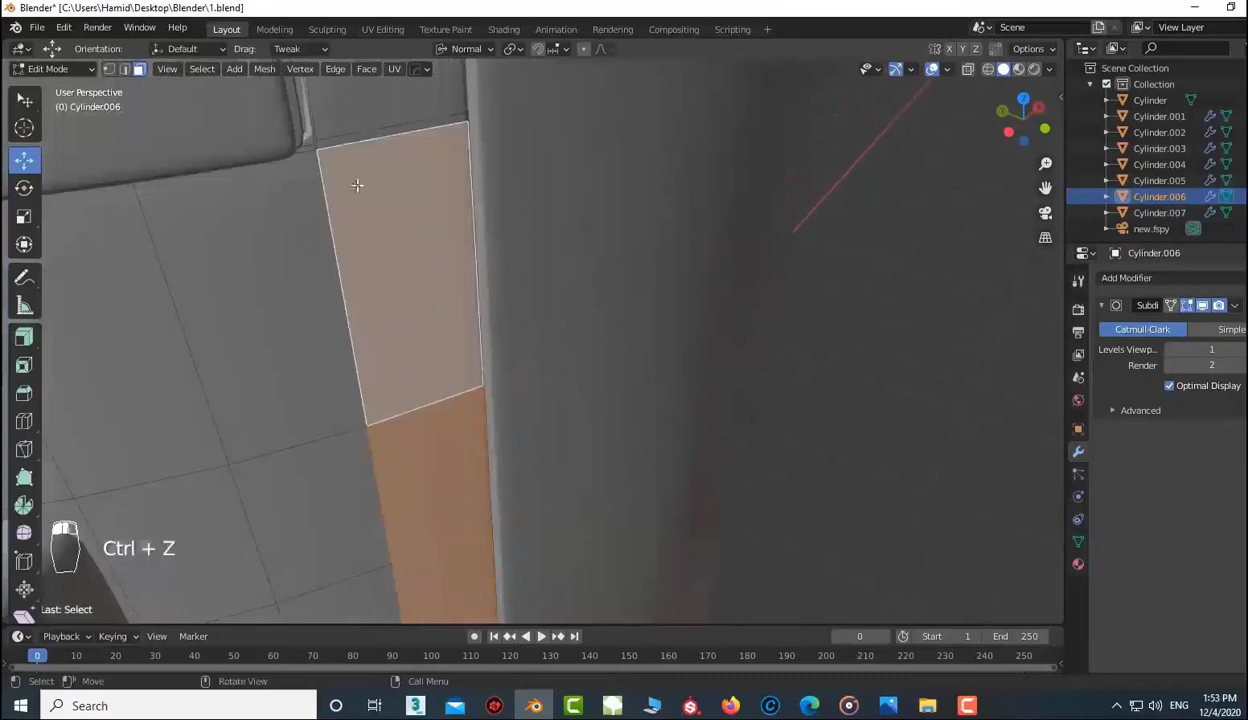 Blender* [C:\Users\Hamid\Desktop\Blender\1.blend]
File Edit Render Window Help Layout Modeling Sculpting UV Editing Texture Paint Shading Animation Rendering Compositing Scripting + Scene View Layer
Orientation: Default Drag: Tweak Normal X Y Z Options
Edit Mode View Select Add Mesh Vertex Edge Face UV
User Perspective
(0) Cylinder.006
Scene Collection
Collection
Cylinder
Cylinder.001
Cylinder.002
Cylinder.003
Cylinder.004
Cylinder.005
Cylinder.006
Cylinder.007
new.fspy
Cylinder.006
Add Modifier
Subdi
Catmull-Clark Simple
Levels Viewp... 1
Render 2
Optimal Display
Advanced
Z
Ctrl + Z
Last: Select
Playback Keying View Marker 0 Start 1 End 250
0 10 20 30 40 50 60 70 80 90 100 110 120 130 140 150 160 170 180 190 200 210 220 230 240 250
Select Move Rotate View Call Menu
Search
ENG
1:53 PM
12/4/2020